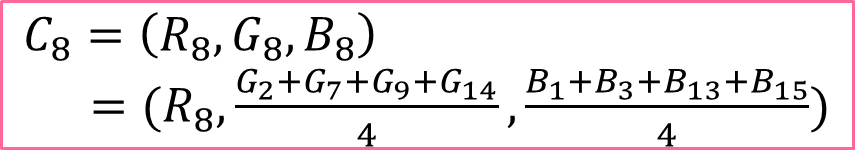 C₈ = (R₈, G₈, B₈)
= (R₈, (G₂+G₇+G₉+G₁₄)/4, (B₁+B₃+B₁₃+B₁₅)/4)